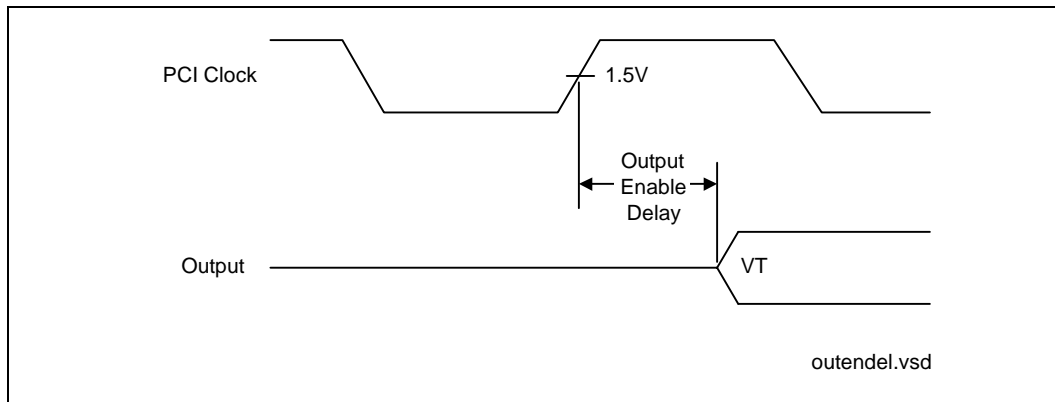 PCI Clock
1.5V
Output
Enable
Delay
Output
VT
outendel.vsd